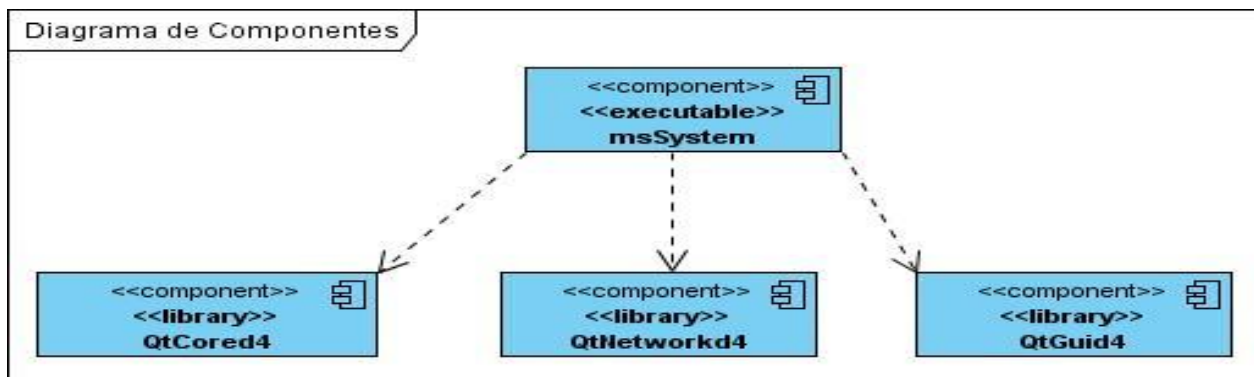 Diagrama de Componentes
<<component>>
<<executable>>
msSystem
<<component>>
<<library>>
QtCored4
<<component>>
<<library>>
QtNetworkd4
<<component>>
<<library>>
QtGuid4